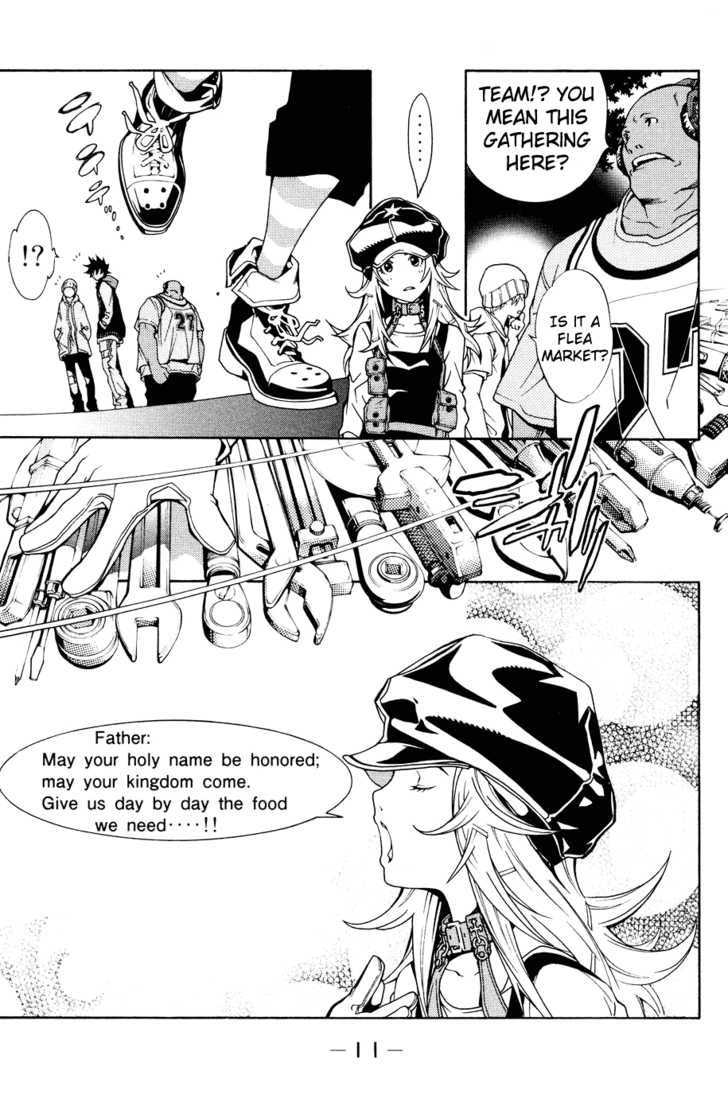 TEAM!? YOU
MEAN THIS
GATHERING
HERE?
IS IT A
FLEA
MARKET?
.....
!?
27
Father:
May your holy name be honored;
may your kingdom come.
Give us day by day the food
we need····!!
— 11 —